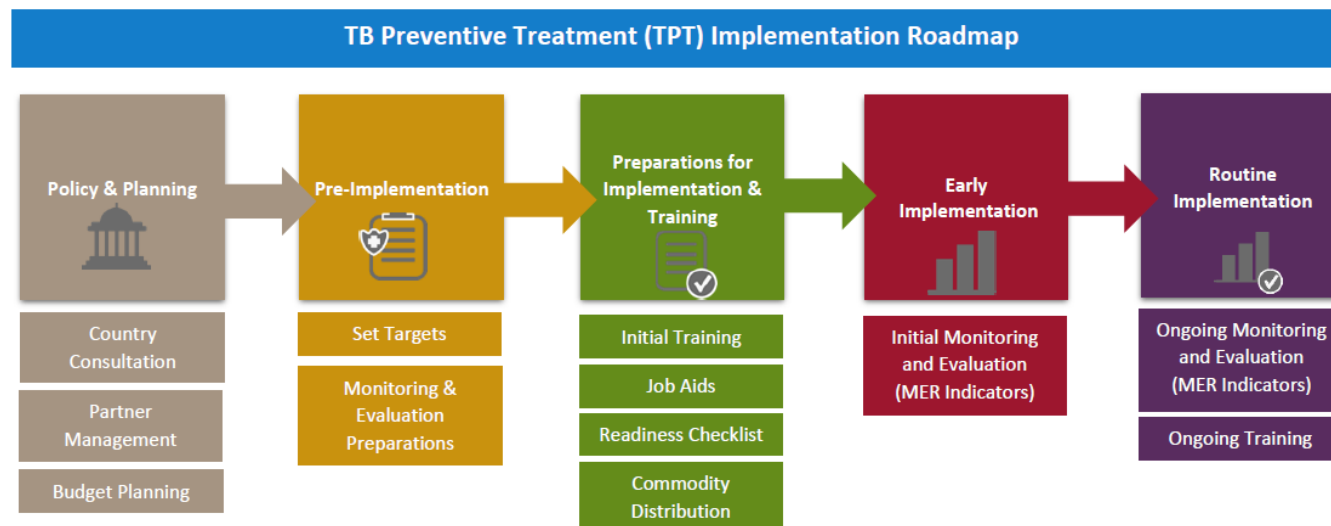 TB Preventive Treatment (TPT) Implementation Roadmap
Policy & Planning
Country
Consultation
Partner
Management
Budget Planning
Pre-Implementation
Set Targets
Monitoring &
Evaluation
Preparations
Preparations for
Implementation &
Training
Initial Training
Job Aids
Readiness Checklist
Commodity
Distribution
Early
Implementation
Initial Monitoring
and Evaluation
(MER Indicators)
Routine
Implementation
Ongoing Monitoring
and Evaluation
(MER Indicators)
Ongoing Training